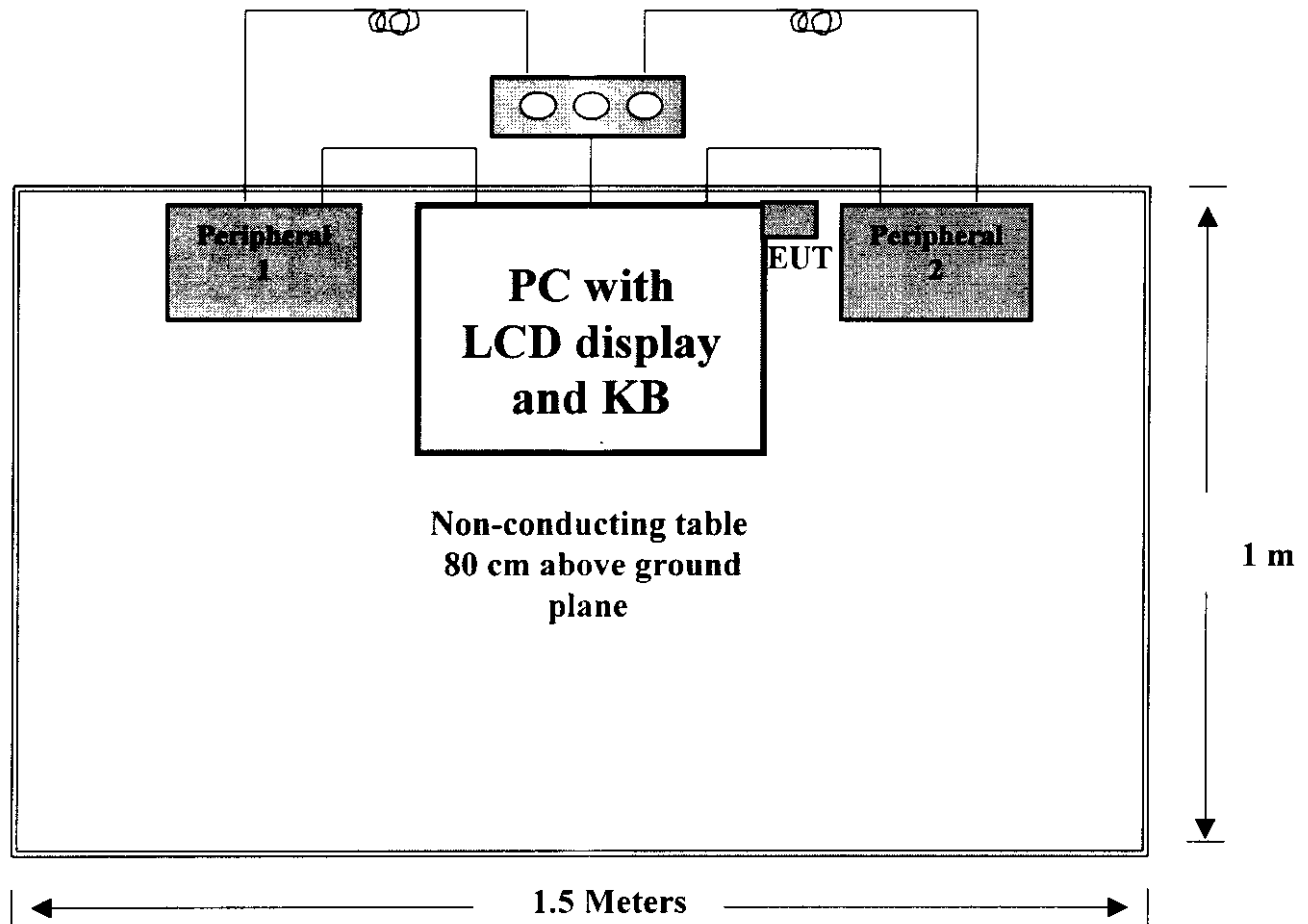 Peripheral
1
PC with
LCD display
and KB
EUT
Peripheral
2
Non-conducting table
80 cm above ground
plane
1 m
1.5 Meters